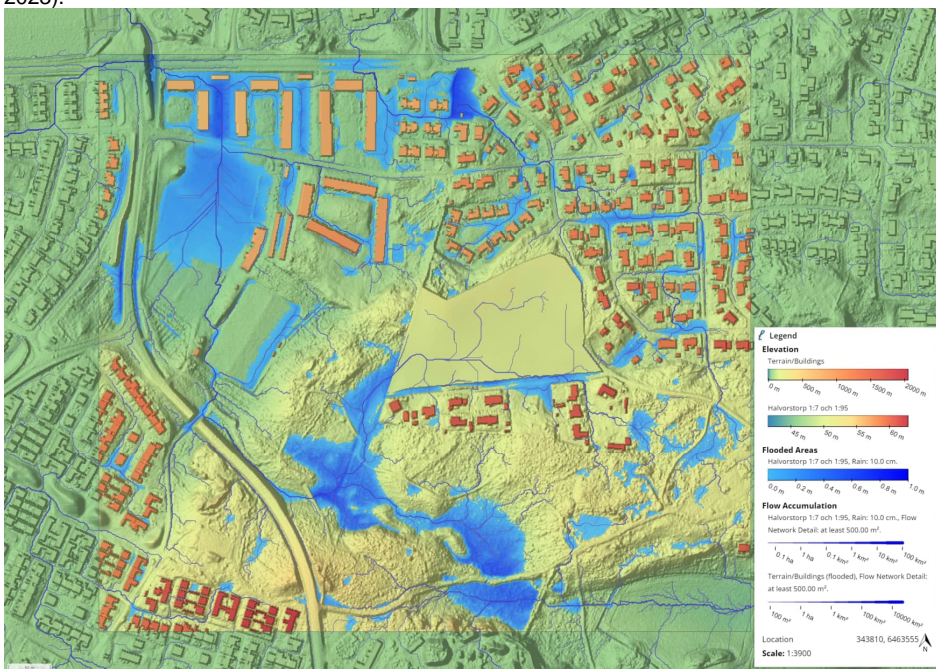 2023).
Legend
Elevation
Terrain/Buildings
0 m 500 m 1000 m 1500 m 2000 m
Halvorstorp 1:7 och 1:95
45 m 50 m 55 m 60 m
Flooded Areas
Halvorstorp 1:7 och 1:95, Rain: 10.0 cm.
0.0 m 0.2 m 0.4 m 0.6 m 0.8 m 1.0 m
Flow Accumulation
Halvorstorp 1:7 och 1:95, Rain: 10.0 cm., Flow
Network Detail: at least 500.00 m².
0.1 ha 1 ha 0.1 km² 1 km² 10 km² 100 km²
Terrain/Buildings (flooded), Flow Network Detail:
at least 500.00 m².
100 m² 1 ha 1 km² 100 km² 10000 km²
Location 343810, 6463555
Scale: 1:3900
N